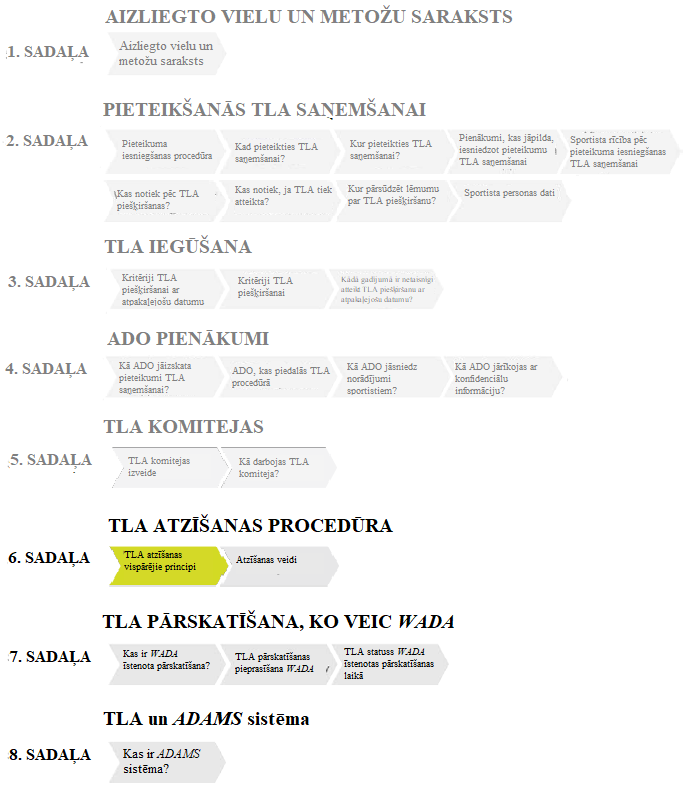 AIZLIEGTO VIELU UN METOŽU SARAKSTS
1. SADAĻA
Aizliegto vielu un
metožu saraksts
PIETEIKŠANĀS TLA SAŅEMŠANAI
2. SADAĻA
Pieteikuma
iesniegšanas procedūra
Kad pieteikties TLA
saņemšanai?
Kur pieteikties TLA
saņemšanai?
Pienākumi, kas jāpilda,
iesniedzot pieteikumu
TLA saņemšanai
Sportista rīcība pēc
pieteikuma iesniegšanas
TLA saņemšanai
Kas notiek pēc TLA
piešķiršanas?
Kas notiek, ja TLA tiek
atteikta?
Kur pārsūdzēt lēmumu
par TLA piešķiršanu?
Sportista personas dati
TLA IEGŪŠANA
3. SADAĻA
Kritēriji TLA
piešķiršanai ar
atpakaļejošu datumu
Kritēriji TLA
piešķiršanai
Kādā gadījumā ir netaisnīgi
atteikt TLA piešķiršanu ar
atpakaļejošu datumu?
ADO PIENĀKUMI
4. SADAĻA
Kā ADO jāizskata
pieteikumi TLA
saņemšanai?
ADO, kas piedalās TLA
procedūrā
Kā ADO jāsniedz
norādījumi
sportistiem?
Kā ADO jārīkojas ar
konfidenciālu
informāciju?
TLA KOMITEJAS
5. SADAĻA
TLA komitejas
izveide
Kā darbojas TLA
komiteja?
TLA ATZĪŠANAS PROCEDŪRA
6. SADAĻA
TLA atzīšanas
vispārējie principi
Atzīšanas veidi
TLA PĀRSKATĪŠANA, KO VEIC WADA
7. SADAĻA
Kas ir WADA
īstenota pārskatīšana?
TLA pārskatīšanas
pieprasīšana WADA
TLA statuss WADA
īstenotas pārskatīšanas
laikā
TLA un ADAMS sistēma
8. SADAĻA
Kas ir ADAMS
sistēma?